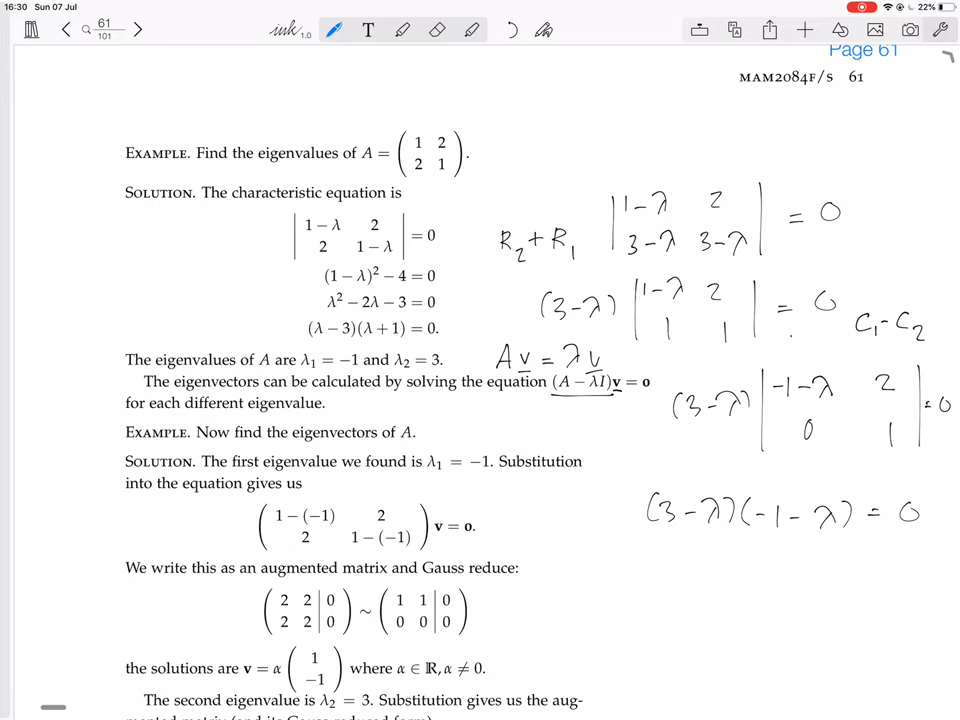 16:30 Sun 07 Jul
22%
61
101
ink 1.0
T
Page 61
MAM2084F/S 61
EXAMPLE. Find the eigenvalues of A = ( 1 2
2 1 ).
SOLUTION. The characteristic equation is
| 1 − λ 2
2 1 − λ | = 0
(1 − λ)² − 4 = 0
λ² − 2λ − 3 = 0
(λ − 3)(λ + 1) = 0.
The eigenvalues of A are λ₁ = −1 and λ₂ = 3.
The eigenvectors can be calculated by solving the equation (A − λI)v = o
for each different eigenvalue.
EXAMPLE. Now find the eigenvectors of A.
SOLUTION. The first eigenvalue we found is λ₁ = −1. Substitution
into the equation gives us
( 1 − (−1) 2
2 1 − (−1) ) v = o.
We write this as an augmented matrix and Gauss reduce:
( 2 2 | 0
2 2 | 0 ) ~ ( 1 1 | 0
0 0 | 0 )
the solutions are v = α ( 1
−1 ) where α ∈ ℝ, α ≠ 0.
The second eigenvalue is λ₂ = 3. Substitution gives us the aug-
mented matrix (and its Gauss reduced form)
R₂ + R₁ | 1 − λ 2
3 − λ 3 − λ | = 0
(3 − λ) | 1 − λ 2
1 1 | = 0
C₁ − C₂
A v = λ v
(3 − λ) | −1 − λ 2
0 1 | = 0
(3 − λ)(−1 − λ) = 0